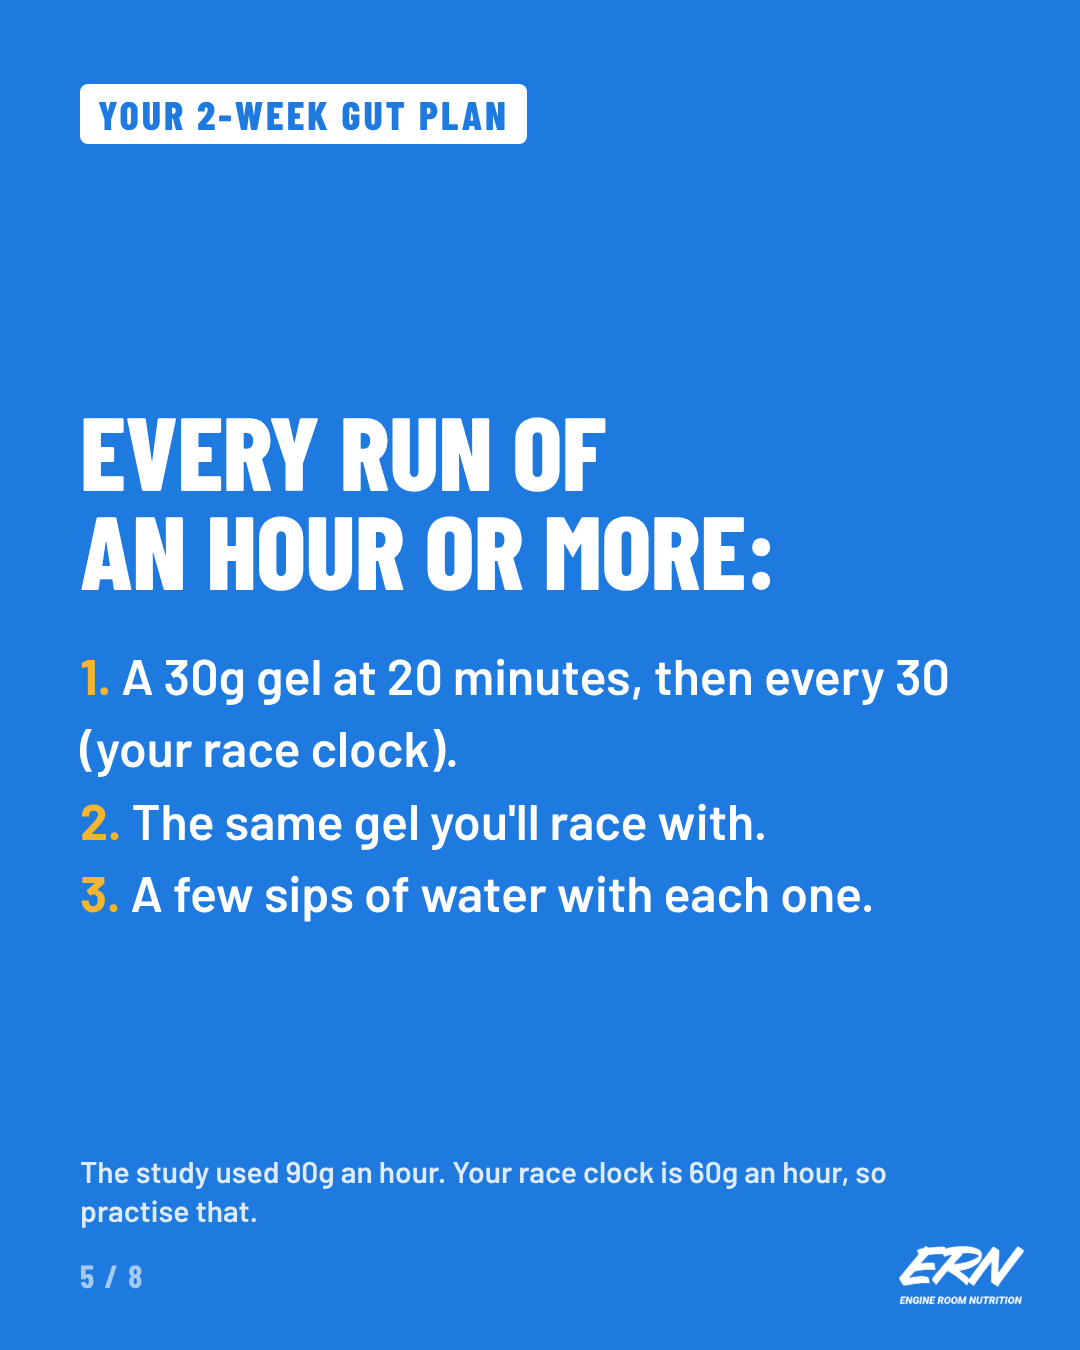 YOUR 2-WEEK GUT PLAN
EVERY RUN OF
AN HOUR OR MORE:
1. A 30g gel at 20 minutes, then every 30
(your race clock).
2. The same gel you'll race with.
3. A few sips of water with each one.
The study used 90g an hour. Your race clock is 60g an hour, so
practise that.
5 / 8
ERN
ENGINE ROOM NUTRITION